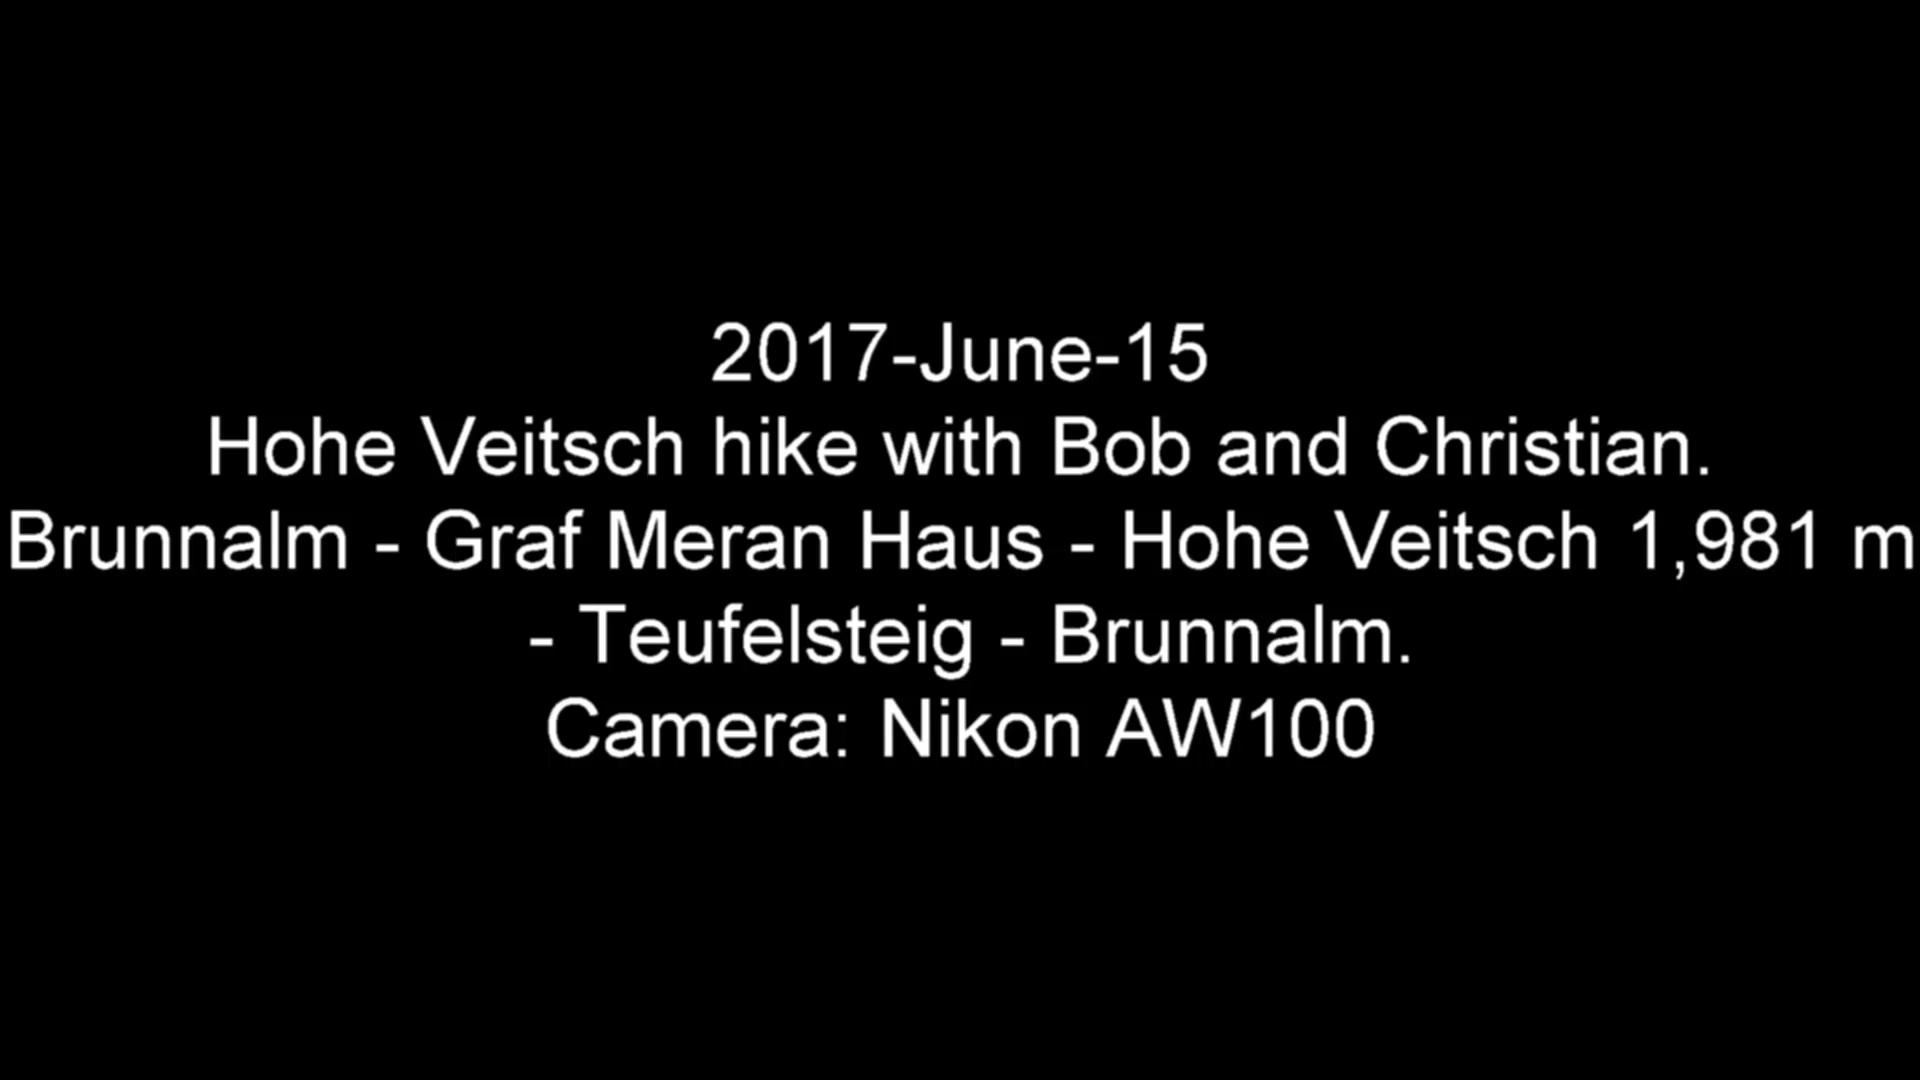 2017-June-15
Hohe Veitsch hike with Bob and Christian.
Brunnalm - Graf Meran Haus - Hohe Veitsch 1,981 m
- Teufelsteig - Brunnalm.
Camera: Nikon AW100